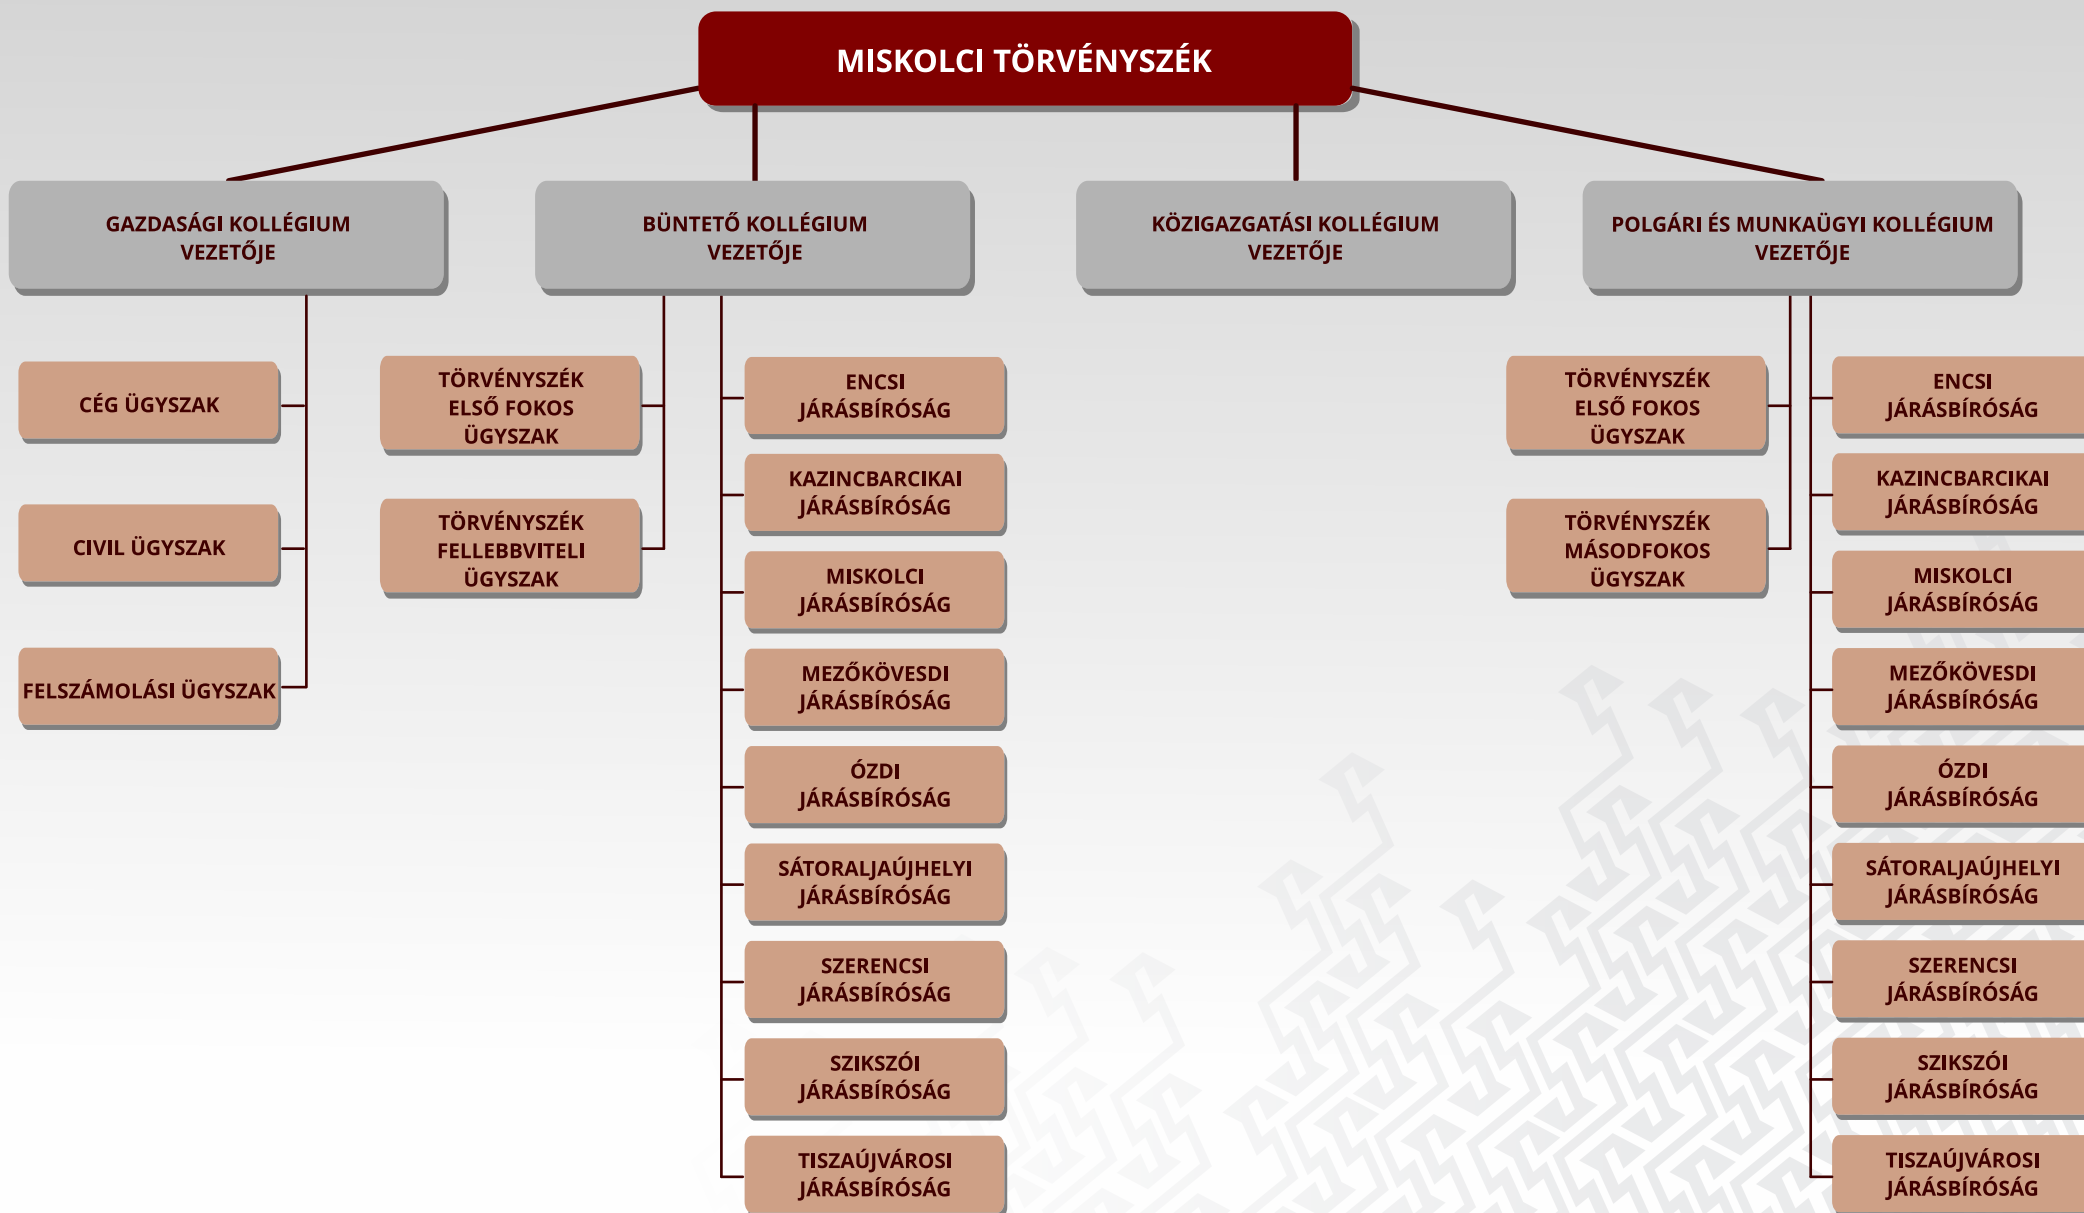 MISKOLCI TÖRVÉNYSZÉK
GAZDASÁGI KOLLÉGIUM
VEZETŐJE
BÜNTETŐ KOLLÉGIUM
VEZETŐJE
KÖZIGAZGATÁSI KOLLÉGIUM
VEZETŐJE
POLGÁRI ÉS MUNKAÜGYI KOLLÉGIUM
VEZETŐJE
CÉG ÜGYSZAK
CIVIL ÜGYSZAK
FELSZÁMOLÁSI ÜGYSZAK
TÖRVÉNYSZÉK
ELSŐ FOKOS
ÜGYSZAK
TÖRVÉNYSZÉK
FELLEBBVITELI
ÜGYSZAK
ENCSI
JÁRÁSBÍRÓSÁG
KAZINCBARCIKAI
JÁRÁSBÍRÓSÁG
MISKOLCI
JÁRÁSBÍRÓSÁG
MEZŐKÖVESDI
JÁRÁSBÍRÓSÁG
ÓZDI
JÁRÁSBÍRÓSÁG
SÁTORALJAÚJHELYI
JÁRÁSBÍRÓSÁG
SZERENCSI
JÁRÁSBÍRÓSÁG
SZIKSZÓI
JÁRÁSBÍRÓSÁG
TISZAÚJVÁROSI
JÁRÁSBÍRÓSÁG
TÖRVÉNYSZÉK
ELSŐ FOKOS
ÜGYSZAK
TÖRVÉNYSZÉK
MÁSODFOKOS
ÜGYSZAK
ENCSI
JÁRÁSBÍRÓSÁG
KAZINCBARCIKAI
JÁRÁSBÍRÓSÁG
MISKOLCI
JÁRÁSBÍRÓSÁG
MEZŐKÖVESDI
JÁRÁSBÍRÓSÁG
ÓZDI
JÁRÁSBÍRÓSÁG
SÁTORALJAÚJHELYI
JÁRÁSBÍRÓSÁG
SZERENCSI
JÁRÁSBÍRÓSÁG
SZIKSZÓI
JÁRÁSBÍRÓSÁG
TISZAÚJVÁROSI
JÁRÁSBÍRÓSÁG